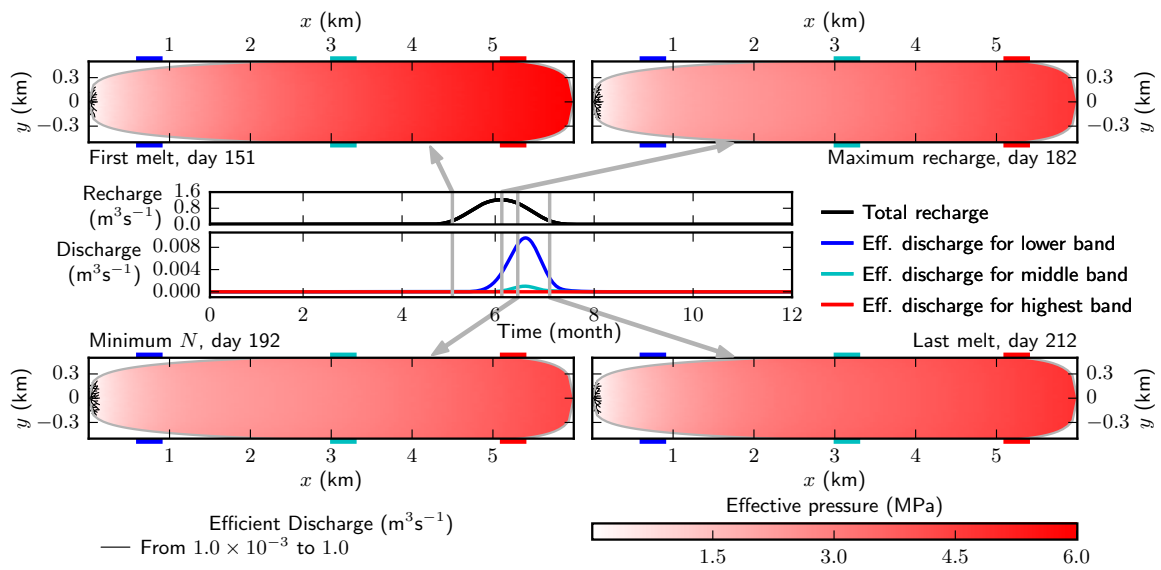 x (km) x (km)
1 2 3 4 5 1 2 3 4 5
y (km) 0.3 0 −0.3 0.3 0 −0.3 y (km)
First melt, day 151 Maximum recharge, day 182
Recharge (m³s⁻¹) 1.6 0.8 0.0
Discharge (m³s⁻¹) 0.008 0.004 0.000
0 2 4 6 8 10 12
Time (month)
Total recharge
Eff. discharge for lower band
Eff. discharge for middle band
Eff. discharge for highest band
Minimum N, day 192 Last melt, day 212
y (km) 0.3 0 −0.3 0.3 0 −0.3 y (km)
1 2 3 4 5 1 2 3 4 5
x (km) x (km)
Efficient Discharge (m³s⁻¹)
From 1.0 × 10⁻³ to 1.0
Effective pressure (MPa)
1.5 3.0 4.5 6.0